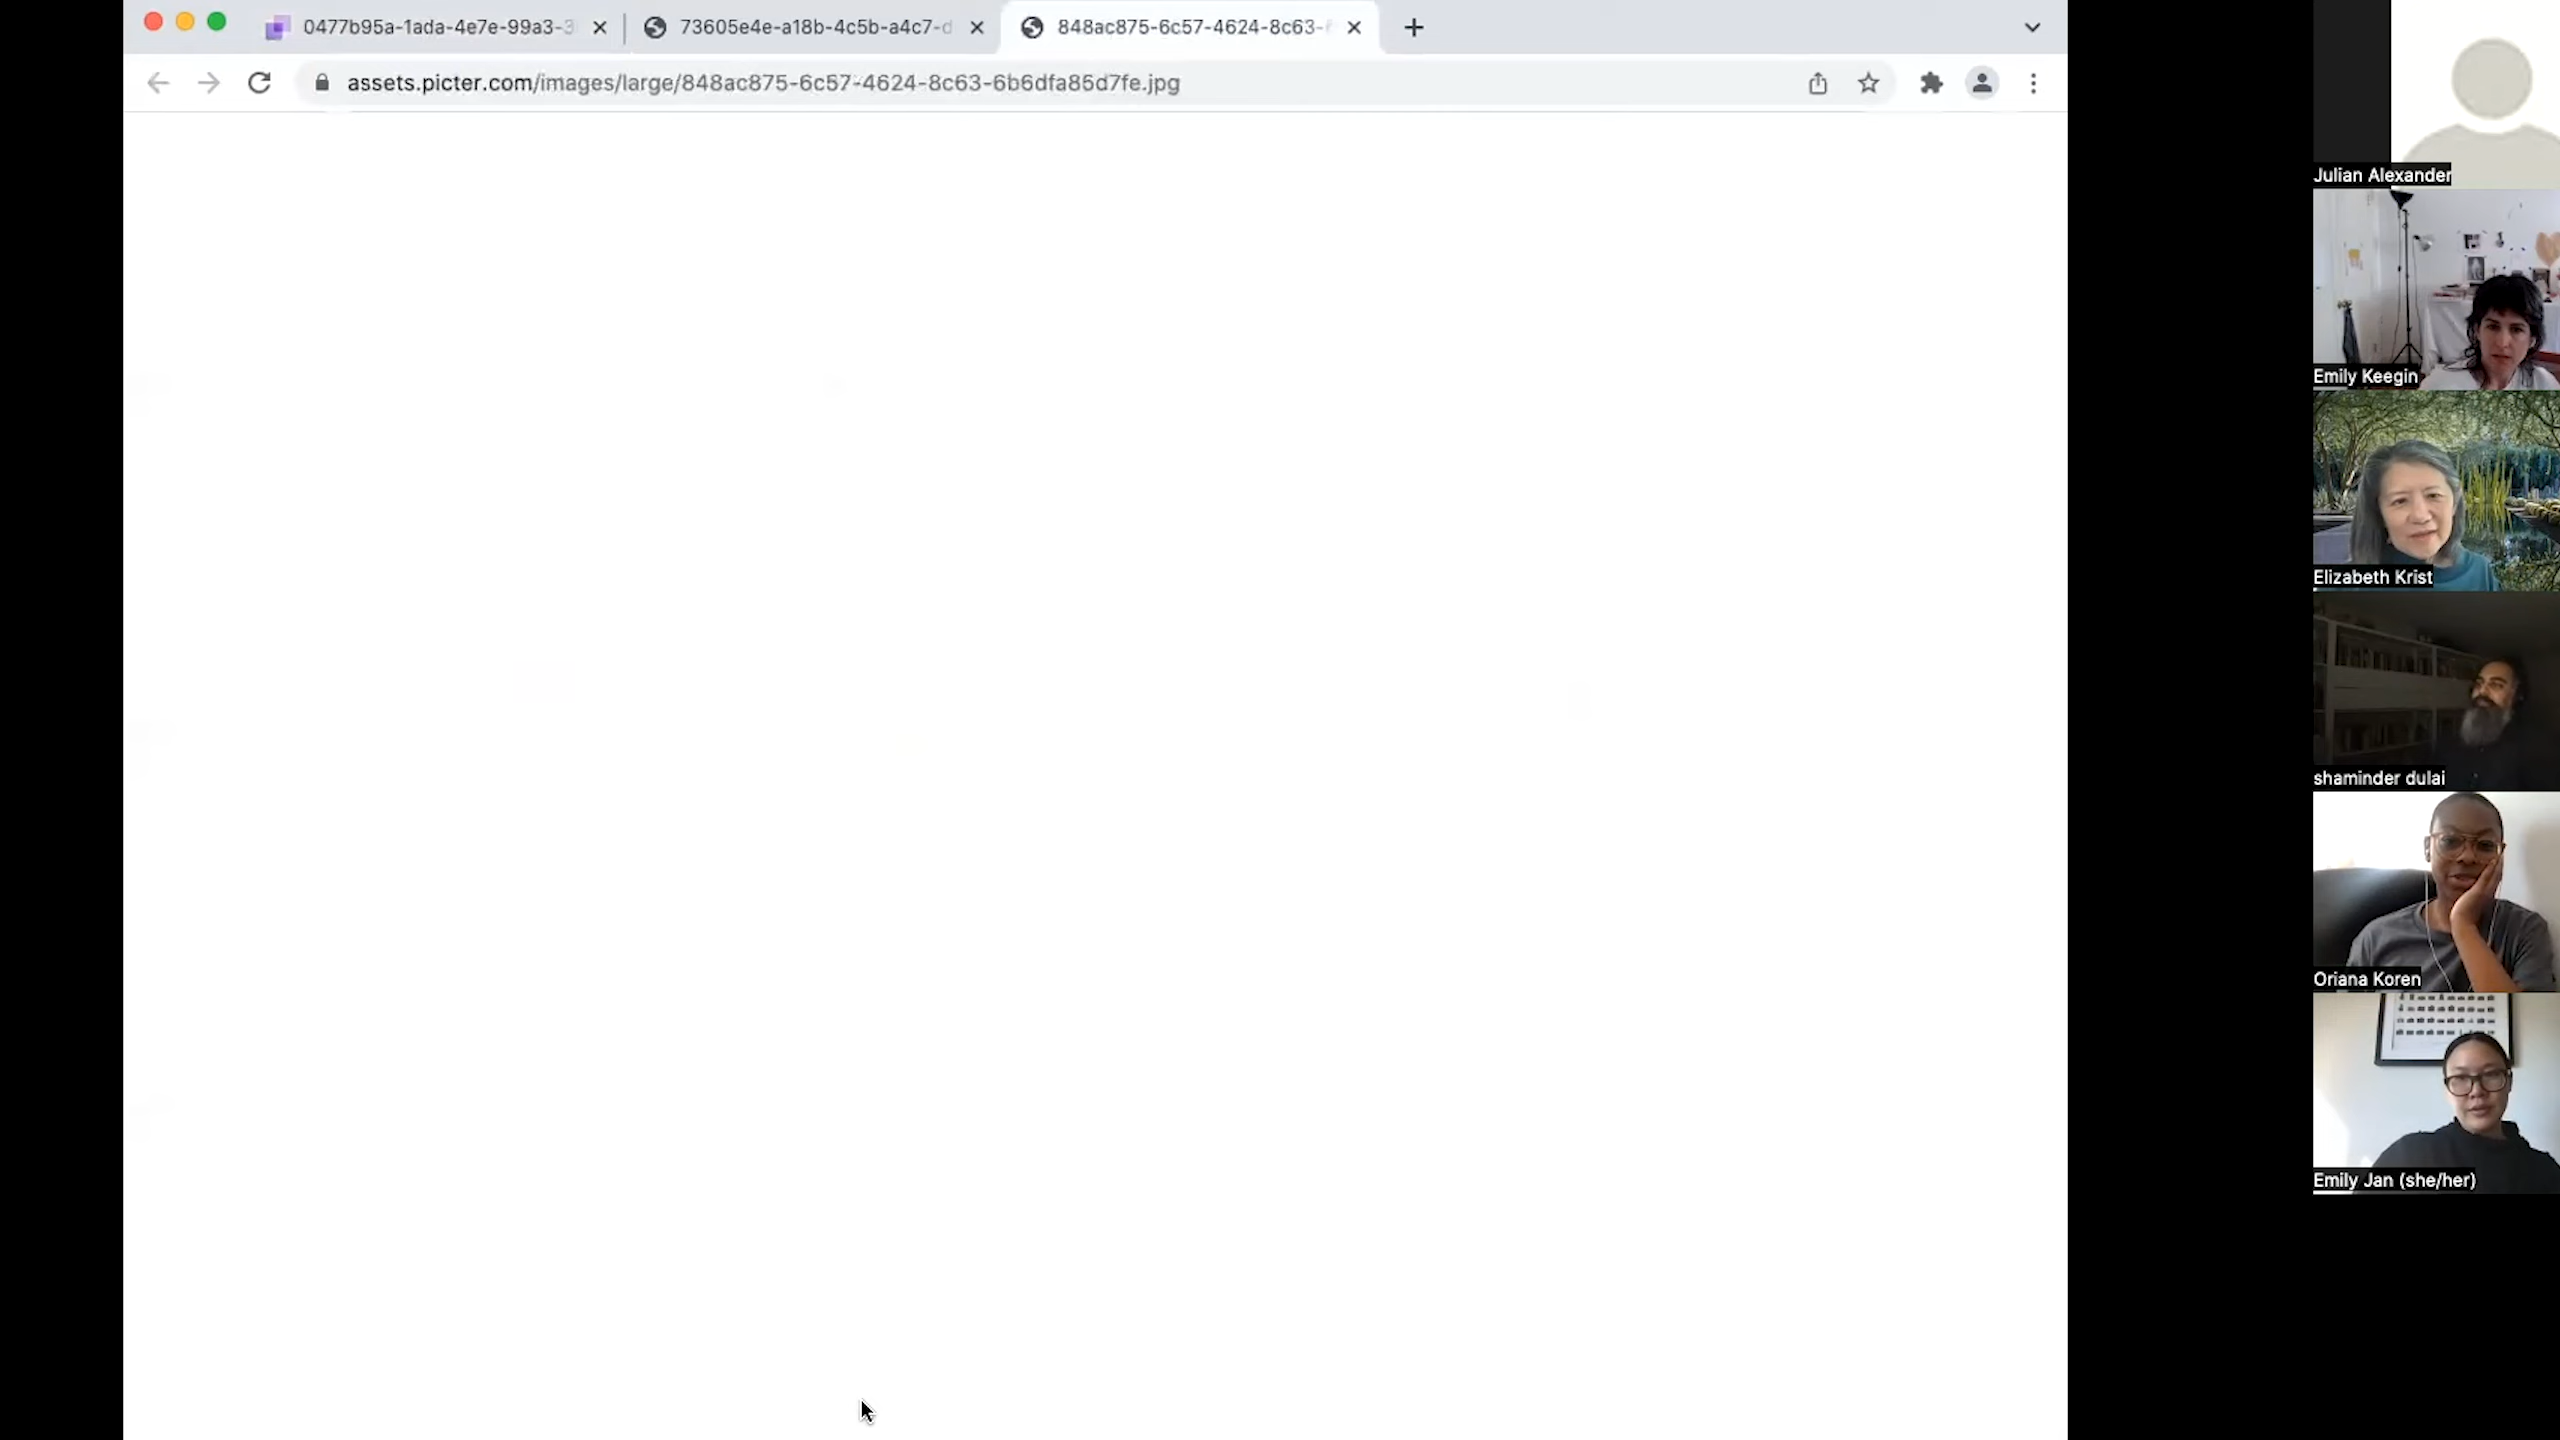 0477b95a-1ada-4e7e-99a3-3
73605e4e-a18b-4c5b-a4c7-d
848ac875-6c57-4624-8c63-
assets.picter.com/images/large/848ac875-6c57-4624-8c63-6b6dfa85d7fe.jpg
Julian Alexander
Emily Keegin
Elizabeth Krist
shaminder dulai
Oriana Koren
Emily Jan (she/her)